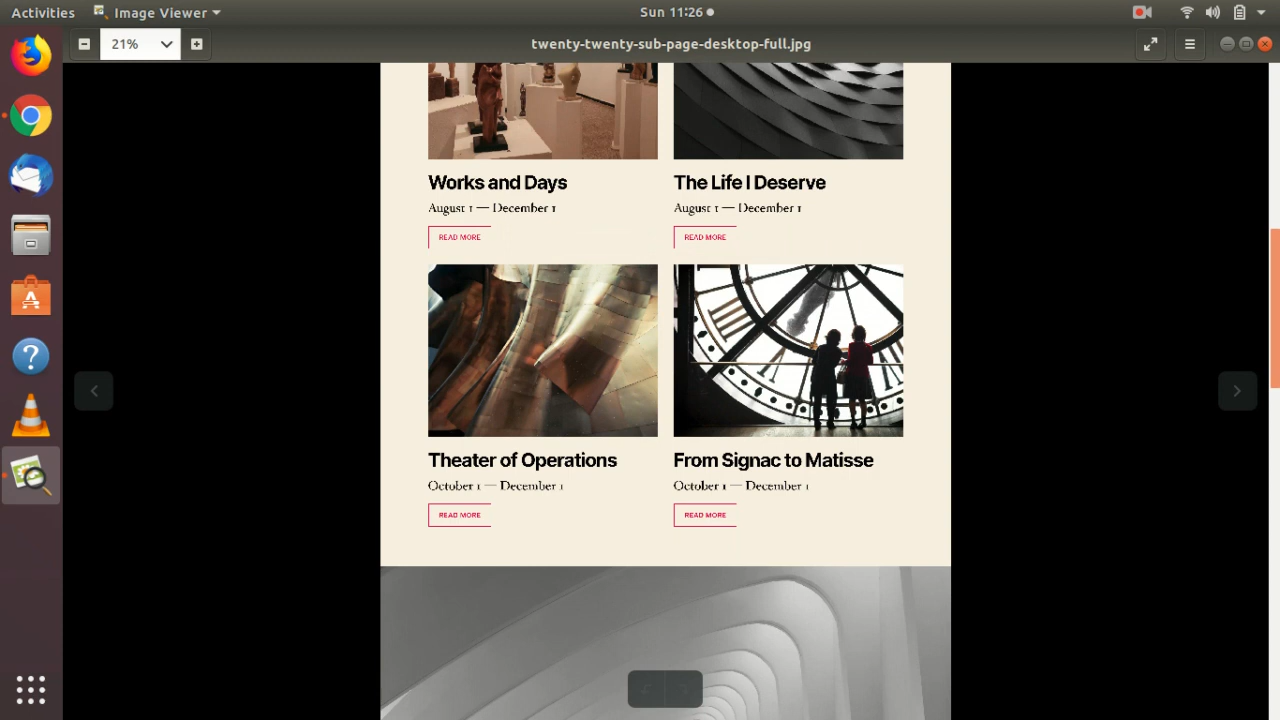 Activities
Image Viewer
Sun 11:26
21%
twenty-twenty-sub-page-desktop-full.jpg
Works and Days
The Life I Deserve
August 1 — December 1
August 1 — December 1
READ MORE
READ MORE
Theater of Operations
From Signac to Matisse
October 1 — December 1
October 1 — December 1
READ MORE
READ MORE